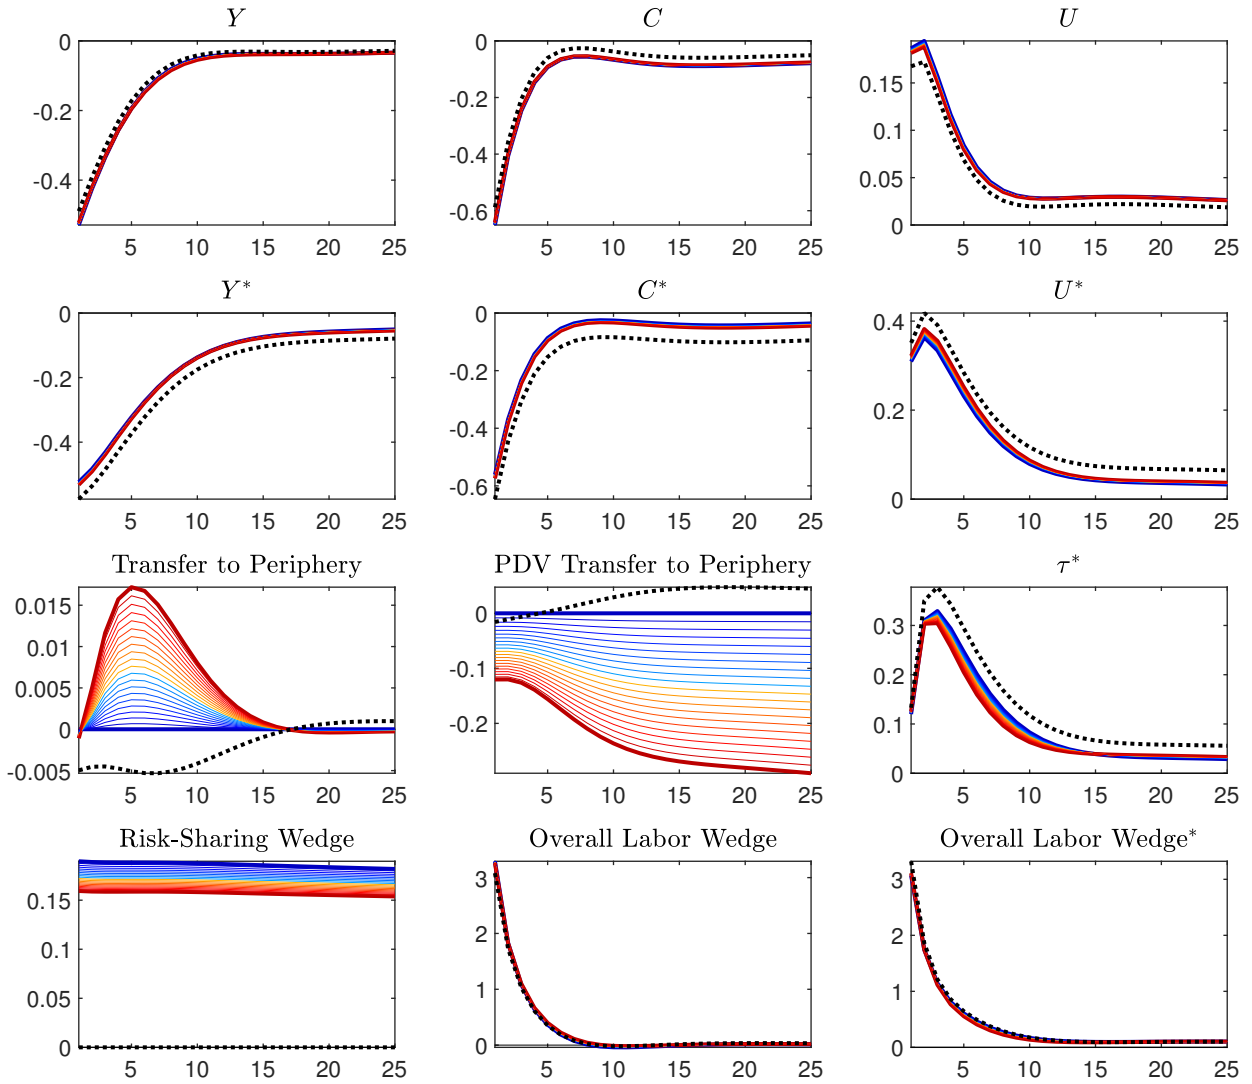 Y C U
0 -0.2 -0.4
0 -0.2 -0.4 -0.6
0.15 0.1 0.05 0
5 10 15 20 25 5 10 15 20 25 5 10 15 20 25
Y* C* U*
0 -0.2 -0.4
0 -0.2 -0.4 -0.6
0.4 0.2 0
5 10 15 20 25 5 10 15 20 25 5 10 15 20 25
Transfer to Periphery PDV Transfer to Periphery τ*
0.015 0.01 0.005 0 -0.005
0 -0.1 -0.2
0.3 0.2 0.1 0
5 10 15 20 25 5 10 15 20 25 5 10 15 20 25
Risk-Sharing Wedge Overall Labor Wedge Overall Labor Wedge*
0.15 0.1 0.05 0
3 2 1 0
3 2 1 0
5 10 15 20 25 5 10 15 20 25 5 10 15 20 25